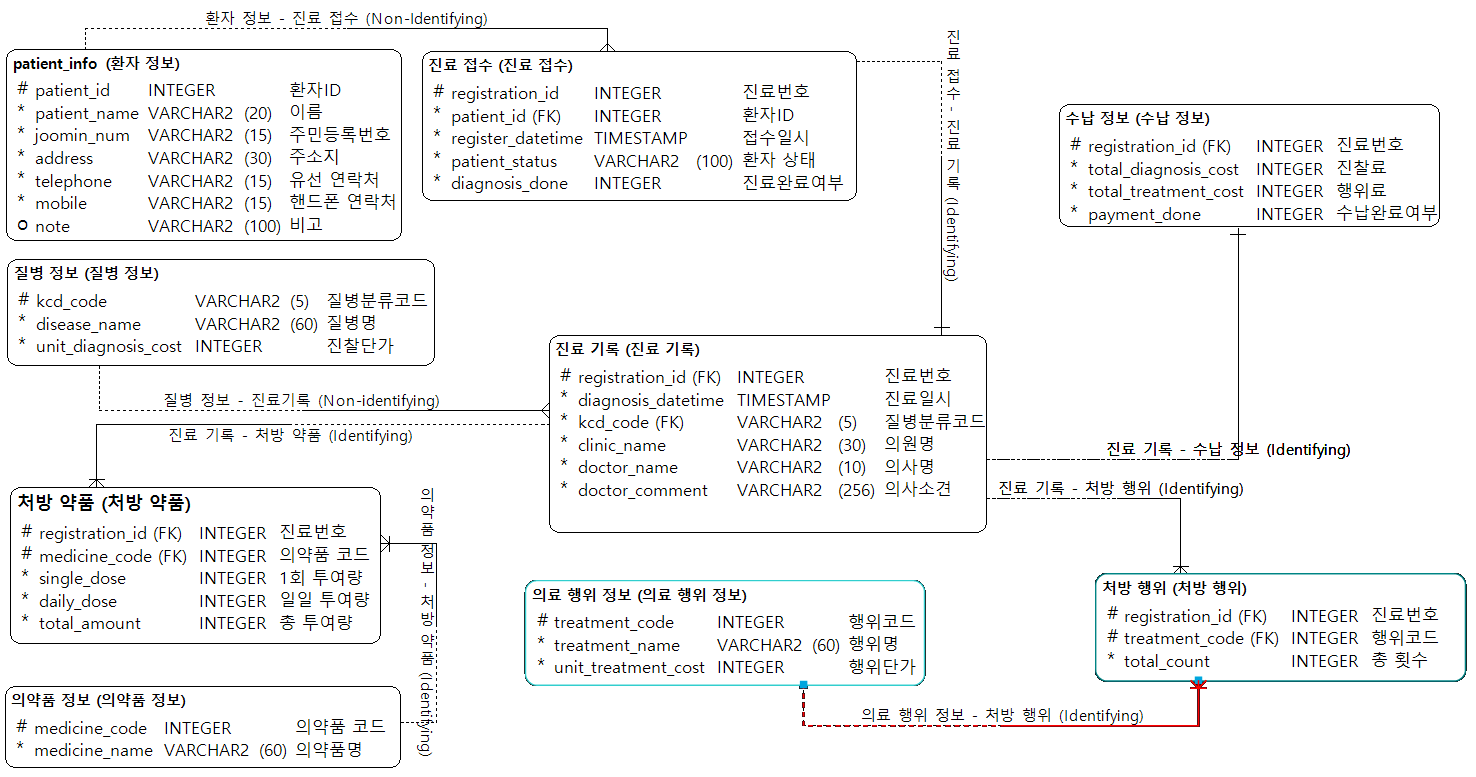 환자 정보 - 진료 접수 (Non-Identifying)
patient_info (환자 정보)
# patient_id INTEGER 환자ID
* patient_name VARCHAR2 (20) 이름
* joomin_num VARCHAR2 (15) 주민등록번호
* address VARCHAR2 (30) 주소지
* telephone VARCHAR2 (15) 유선 연락처
* mobile VARCHAR2 (15) 핸드폰 연락처
o note VARCHAR2 (100) 비고
진료 접수 (진료 접수)
# registration_id INTEGER 진료번호
* patient_id (FK) INTEGER 환자ID
* register_datetime TIMESTAMP 접수일시
* patient_status VARCHAR2 (100) 환자 상태
* diagnosis_done INTEGER 진료완료여부
진료 접수 - 진료 기록 (Identifying)
수납 정보 (수납 정보)
# registration_id (FK) INTEGER 진료번호
* total_diagnosis_cost INTEGER 진찰료
* total_treatment_cost INTEGER 행위료
* payment_done INTEGER 수납완료여부
질병 정보 (질병 정보)
# kcd_code VARCHAR2 (5) 질병분류코드
* disease_name VARCHAR2 (60) 질병명
* unit_diagnosis_cost INTEGER 진찰단가
질병 정보 - 진료기록 (Non-identifying)
진료 기록 - 처방 약품 (Identifying)
진료 기록 (진료 기록)
# registration_id (FK) INTEGER 진료번호
* diagnosis_datetime TIMESTAMP 진료일시
* kcd_code (FK) VARCHAR2 (5) 질병분류코드
* clinic_name VARCHAR2 (30) 의원명
* doctor_name VARCHAR2 (10) 의사명
* doctor_comment VARCHAR2 (256) 의사소견
진료 기록 - 수납 정보 (Identifying)
진료 기록 - 처방 행위 (Identifying)
처방 약품 (처방 약품)
# registration_id (FK) INTEGER 진료번호
# medicine_code (FK) INTEGER 의약품 코드
* single_dose INTEGER 1회 투여량
* daily_dose INTEGER 일일 투여량
* total_amount INTEGER 총 투여량
의약품 정보 - 처방 약품 (Identifying)
의료 행위 정보 (의료 행위 정보)
# treatment_code INTEGER 행위코드
* treatment_name VARCHAR2 (60) 행위명
* unit_treatment_cost INTEGER 행위단가
처방 행위 (처방 행위)
# registration_id (FK) INTEGER 진료번호
# treatment_code (FK) INTEGER 행위코드
* total_count INTEGER 총 횟수
의료 행위 정보 - 처방 행위 (Identifying)
의약품 정보 (의약품 정보)
# medicine_code INTEGER 의약품 코드
* medicine_name VARCHAR2 (60) 의약품명